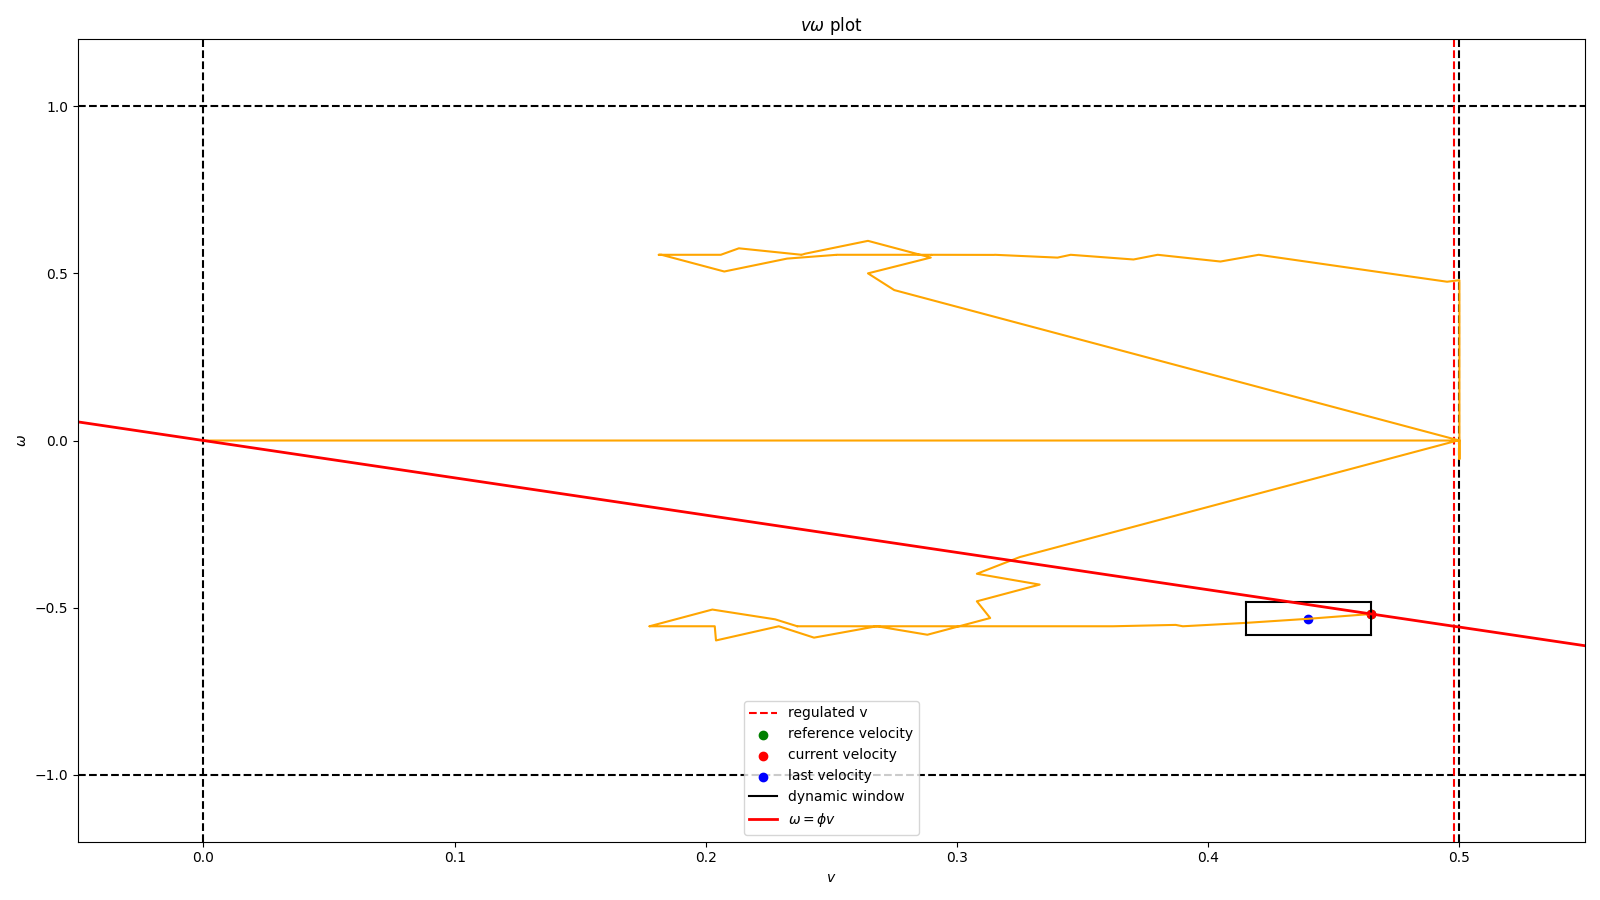 vω plot
1.0
0.5
0.0
−0.5
−1.0
ω
0.0 0.1 0.2 0.3 0.4 0.5
v
regulated v
reference velocity
current velocity
last velocity
dynamic window
ω = ϕv